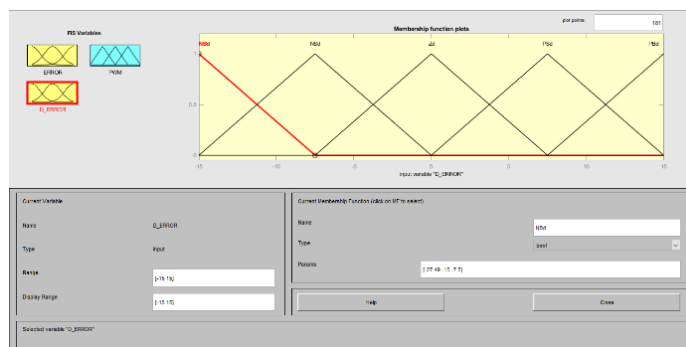 FIS Variables
ERROR
PWM
D_ERROR
plot points:
181
Membership function plots
NBd
NSd
Zd
PSd
PBd
1
0.5
0
-15
-10
-5
0
5
10
15
input variable "D_ERROR"
Current Variable
Name
D_ERROR
Type
input
Range
[-15 15]
Display Range
[-15 15]
Current Membership Function (click on MF to select)
Name
NBd
Type
Params
Help
Close
Selected variable "D_ERROR"